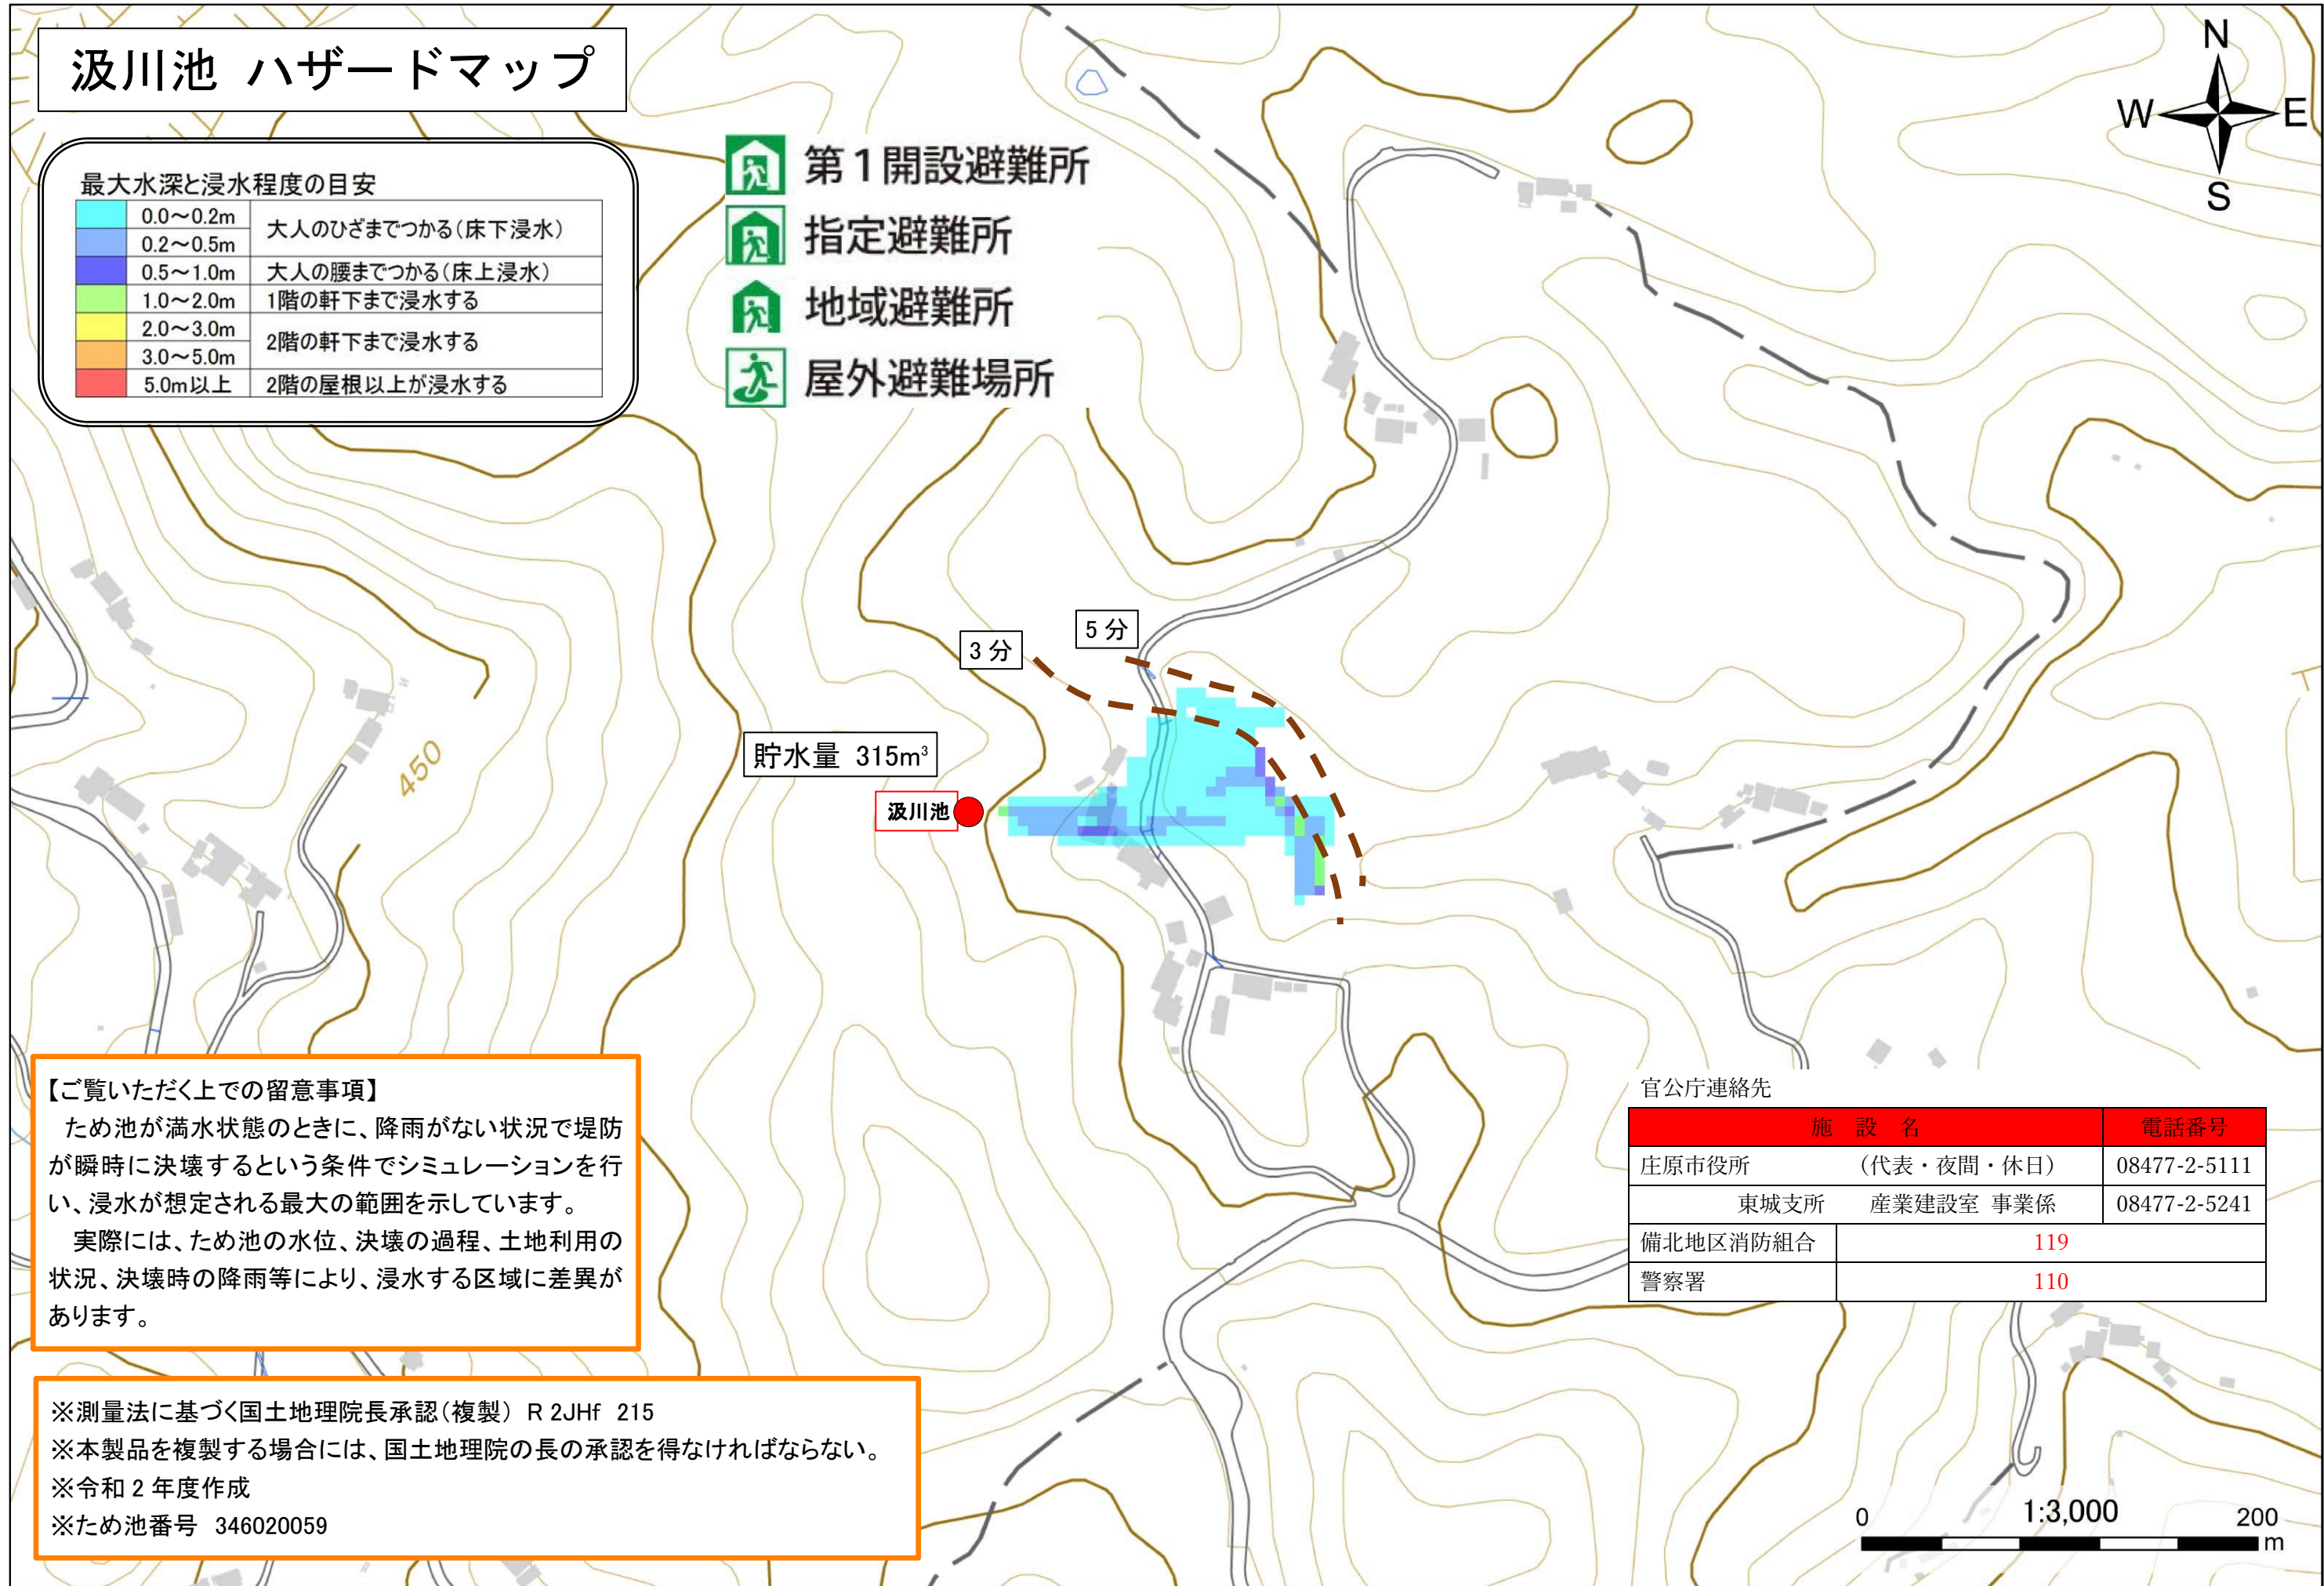 汲川池 ハザードマップ
最大水深と浸水程度の目安
0.0～0.2m 大人のひざまでつかる（床下浸水）
0.2～0.5m
0.5～1.0m 大人の腰までつかる（床上浸水）
1.0～2.0m 1階の軒下まで浸水する
2.0～3.0m 2階の軒下まで浸水する
3.0～5.0m
5.0m以上 2階の屋根以上が浸水する
第1開設避難所
指定避難所
地域避難所
屋外避難場所
N
W E
S
5 分
3 分
貯水量 315m³
汲川池
450
【ご覧いただく上での留意事項】
ため池が満水状態のときに、降雨がない状況で堤防
が瞬時に決壊するという条件でシミュレーションを行
い、浸水が想定される最大の範囲を示しています。
実際には、ため池の水位、決壊の過程、土地利用の
状況、決壊時の降雨等により、浸水する区域に差異が
あります。
※測量法に基づく国土地理院長承認（複製） R 2JHf 215
※本製品を複製する場合には、国土地理院の長の承認を得なければならない。
※令和 2 年度作成
※ため池番号 346020059
官公庁連絡先
施 設 名 電話番号
庄原市役所 （代表・夜間・休日） 08477-2-5111
東城支所 産業建設室 事業係 08477-2-5241
備北地区消防組合 119
警察署 110
0 1:3,000 200
m